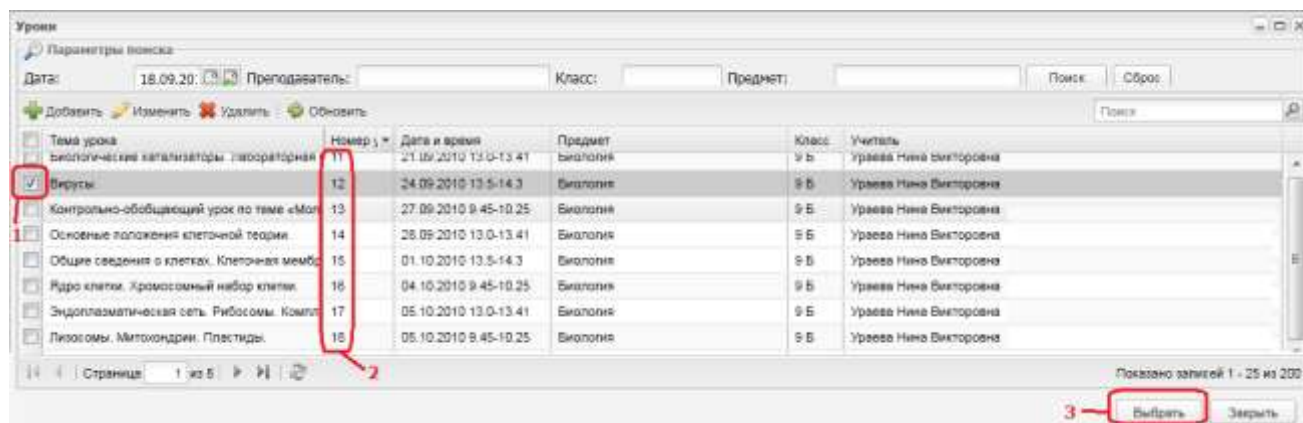 Уроки
Параметры поиска
Дата: 18.09.20 Преподаватель: Класс: Предмет: Поиск Сброс
Добавить Изменить Удалить Обновить Поиск
Тема урока Номер у Дата и время Предмет Класс Учитель
Биологические катализаторы. Лабораторная 11 21.09.2010 13.0-13.41 Биология 9 Б Ураева Нина Викторовна
Вирусы. 12 24.09.2010 13.5-14.3 Биология 9 Б Ураева Нина Викторовна
Контрольно-обобщающий урок по теме «Мол 13 27.09.2010 9.45-10.25 Биология 9 Б Ураева Нина Викторовна
1
Основные положения клеточной теории. 14 28.09.2010 13.0-13.41 Биология 9 Б Ураева Нина Викторовна
Общие сведения о клетках. Клеточная мембр 15 01.10.2010 13.5-14.3 Биология 9 Б Ураева Нина Викторовна
Ядро клетки. Хромосомный набор клетки. 16 04.10.2010 9.45-10.25 Биология 9 Б Ураева Нина Викторовна
Эндоплазматическая сеть. Рибосомы. Компл 17 05.10.2010 13.0-13.41 Биология 9 Б Ураева Нина Викторовна
Лизосомы. Митохондрии. Пластиды. 18 05.10.2010 9.45-10.25 Биология 9 Б Ураева Нина Викторовна
Страница 1 из 8 2 Показано записей 1 - 25 из 200
3 Выбрать Закрыть